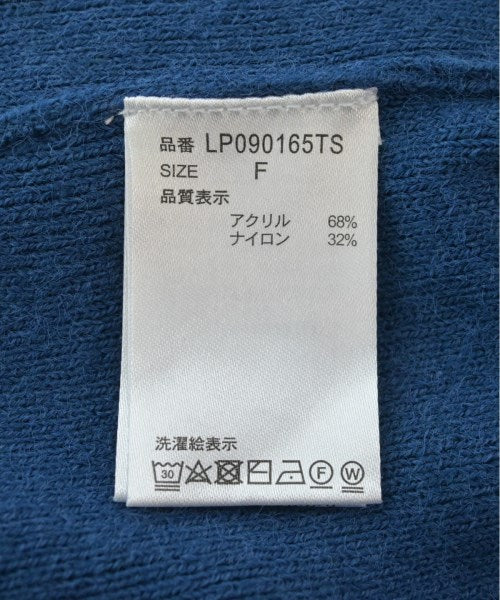 品番 LP090165TS
SIZE F
品質表示
アクリル 68%
ナイロン 32%
洗濯絵表示
30 F W